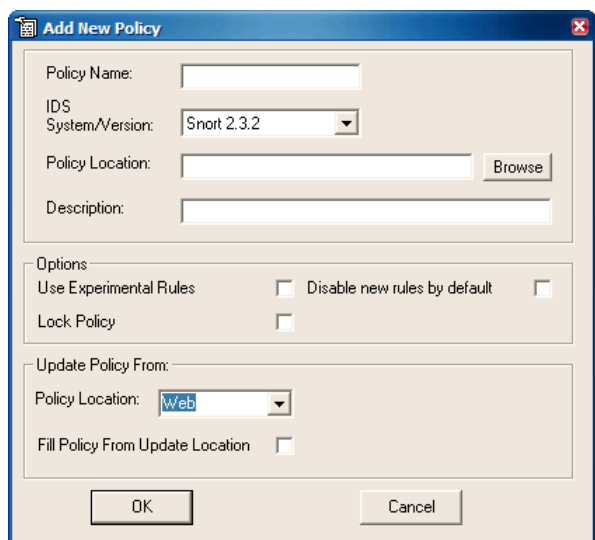 Add New Policy
Policy Name:
IDS
System/Version:
Snort 2.3.2
Policy Location:
Browse
Description:
Options
Use Experimental Rules
Disable new rules by default
Lock Policy
Update Policy From:
Policy Location:
Web
Fill Policy From Update Location
OK
Cancel